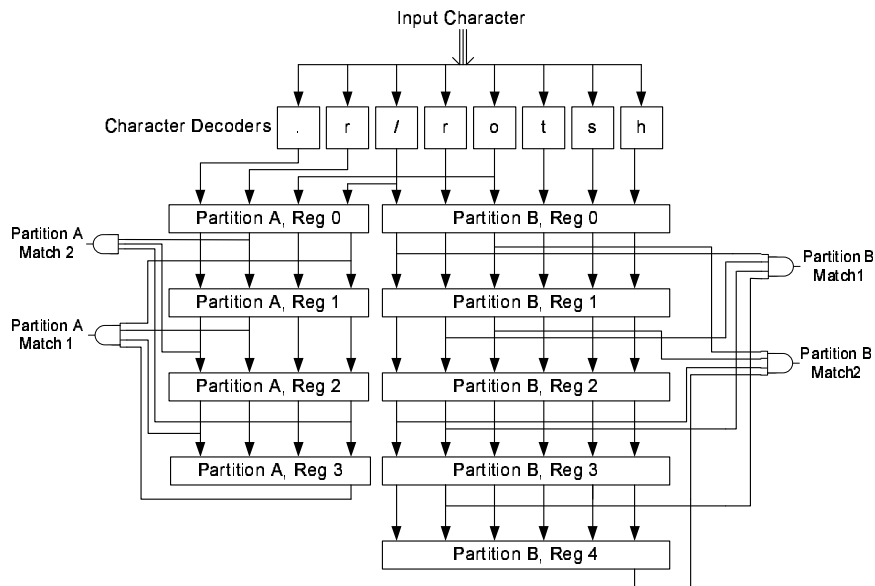 Input Character
Character Decoders
. r / r o t s h
Partition A, Reg 0
Partition B, Reg 0
Partition A
Match 2
Partition B
Match1
Partition A, Reg 1
Partition B, Reg 1
Partition A
Match 1
Partition B
Match2
Partition A, Reg 2
Partition B, Reg 2
Partition A, Reg 3
Partition B, Reg 3
Partition B, Reg 4